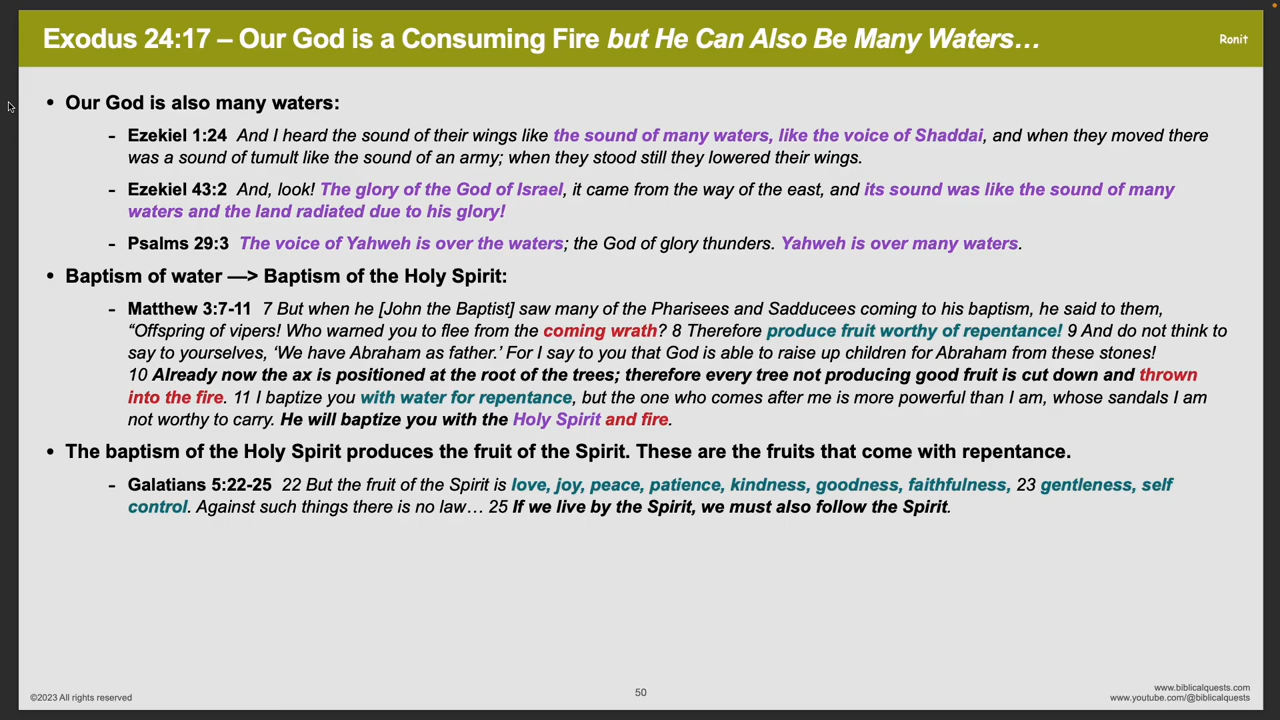 Exodus 24:17 – Our God is a Consuming Fire but He Can Also Be Many Waters…
Ronit
• Our God is also many waters:
- Ezekiel 1:24 And I heard the sound of their wings like the sound of many waters, like the voice of Shaddai, and when they moved there
was a sound of tumult like the sound of an army; when they stood still they lowered their wings.
- Ezekiel 43:2 And, look! The glory of the God of Israel, it came from the way of the east, and its sound was like the sound of many
waters and the land radiated due to his glory!
- Psalms 29:3 The voice of Yahweh is over the waters; the God of glory thunders. Yahweh is over many waters.
• Baptism of water —> Baptism of the Holy Spirit:
- Matthew 3:7-11 7 But when he [John the Baptist] saw many of the Pharisees and Sadducees coming to his baptism, he said to them,
“Offspring of vipers! Who warned you to flee from the coming wrath? 8 Therefore produce fruit worthy of repentance! 9 And do not think to
say to yourselves, ‘We have Abraham as father.’ For I say to you that God is able to raise up children for Abraham from these stones!
10 Already now the ax is positioned at the root of the trees; therefore every tree not producing good fruit is cut down and thrown
into the fire. 11 I baptize you with water for repentance, but the one who comes after me is more powerful than I am, whose sandals I am
not worthy to carry. He will baptize you with the Holy Spirit and fire.
• The baptism of the Holy Spirit produces the fruit of the Spirit. These are the fruits that come with repentance.
- Galatians 5:22-25 22 But the fruit of the Spirit is love, joy, peace, patience, kindness, goodness, faithfulness, 23 gentleness, self
control. Against such things there is no law… 25 If we live by the Spirit, we must also follow the Spirit.
©2023 All rights reserved
50
www.biblicalquests.com
www.youtube.com/@biblicalquests